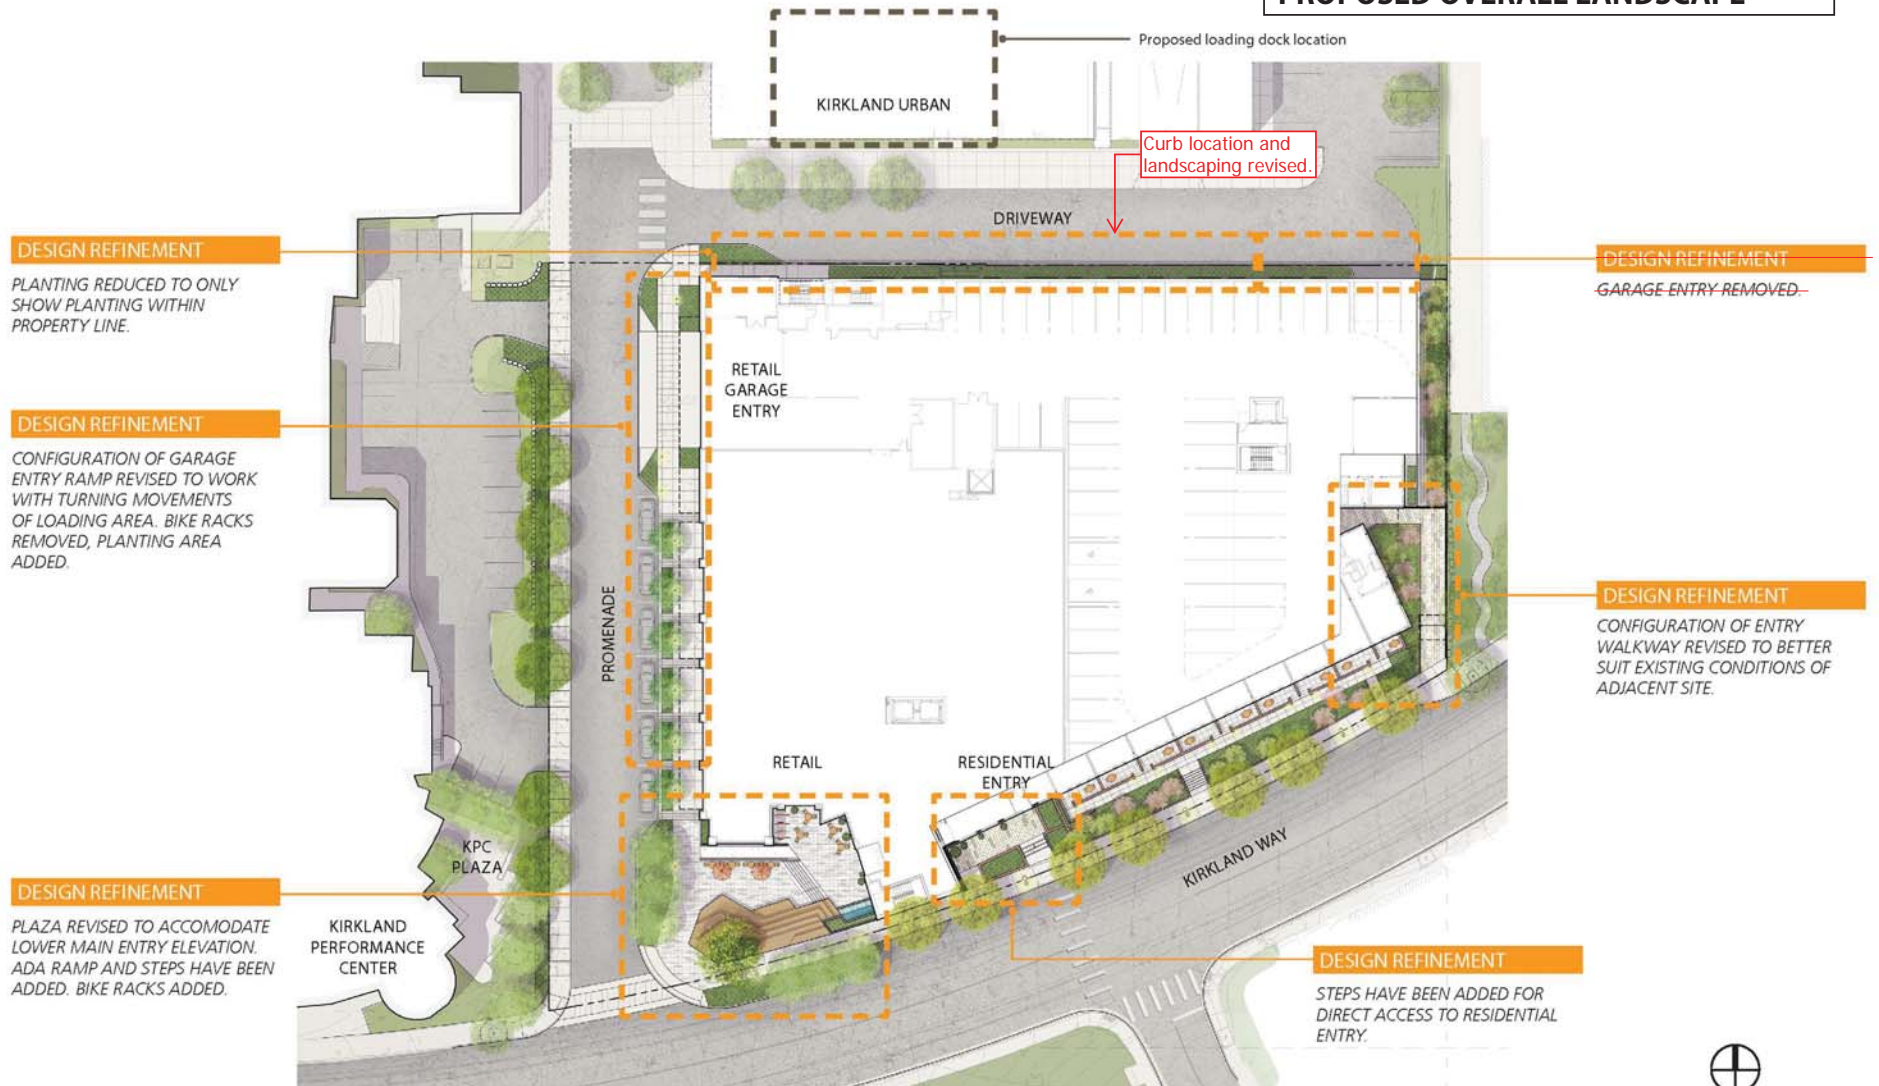 PROPOSED OVERALL LANDSCAPE
Proposed loading dock location
KIRKLAND URBAN
Curb location and
landscaping revised.
DRIVEWAY
DESIGN REFINEMENT
PLANTING REDUCED TO ONLY
SHOW PLANTING WITHIN
PROPERTY LINE.
DESIGN REFINEMENT
GARAGE ENTRY REMOVED.
RETAIL
GARAGE
ENTRY
DESIGN REFINEMENT
CONFIGURATION OF GARAGE
ENTRY RAMP REVISED TO WORK
WITH TURNING MOVEMENTS
OF LOADING AREA. BIKE RACKS
REMOVED, PLANTING AREA
ADDED.
PROMENADE
DESIGN REFINEMENT
CONFIGURATION OF ENTRY
WALKWAY REVISED TO BETTER
SUIT EXISTING CONDITIONS OF
ADJACENT SITE.
RETAIL
RESIDENTIAL
ENTRY
KPC
PLAZA
KIRKLAND WAY
DESIGN REFINEMENT
PLAZA REVISED TO ACCOMODATE
LOWER MAIN ENTRY ELEVATION.
ADA RAMP AND STEPS HAVE BEEN
ADDED. BIKE RACKS ADDED.
KIRKLAND
PERFORMANCE
CENTER
DESIGN REFINEMENT
STEPS HAVE BEEN ADDED FOR
DIRECT ACCESS TO RESIDENTIAL
ENTRY.